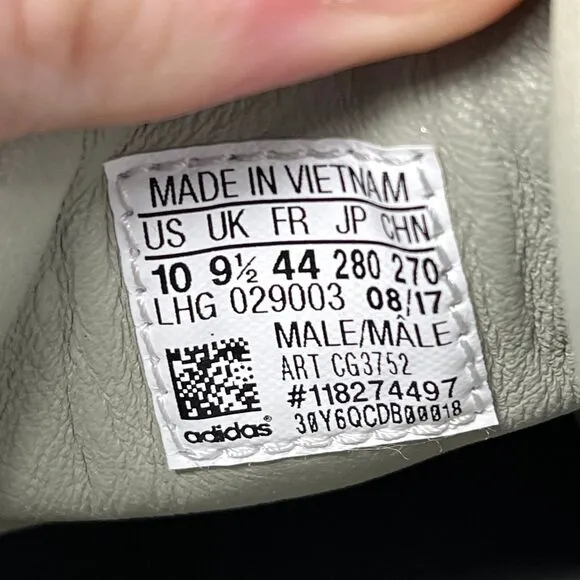 MADE IN VIETNAM
US UK FR JP CHN
10 9½ 44 280 270
LHG 029003 08/17
MALE/MÂLE
ART CG3752
#118274497
adidas® 30Y6QCDB00018